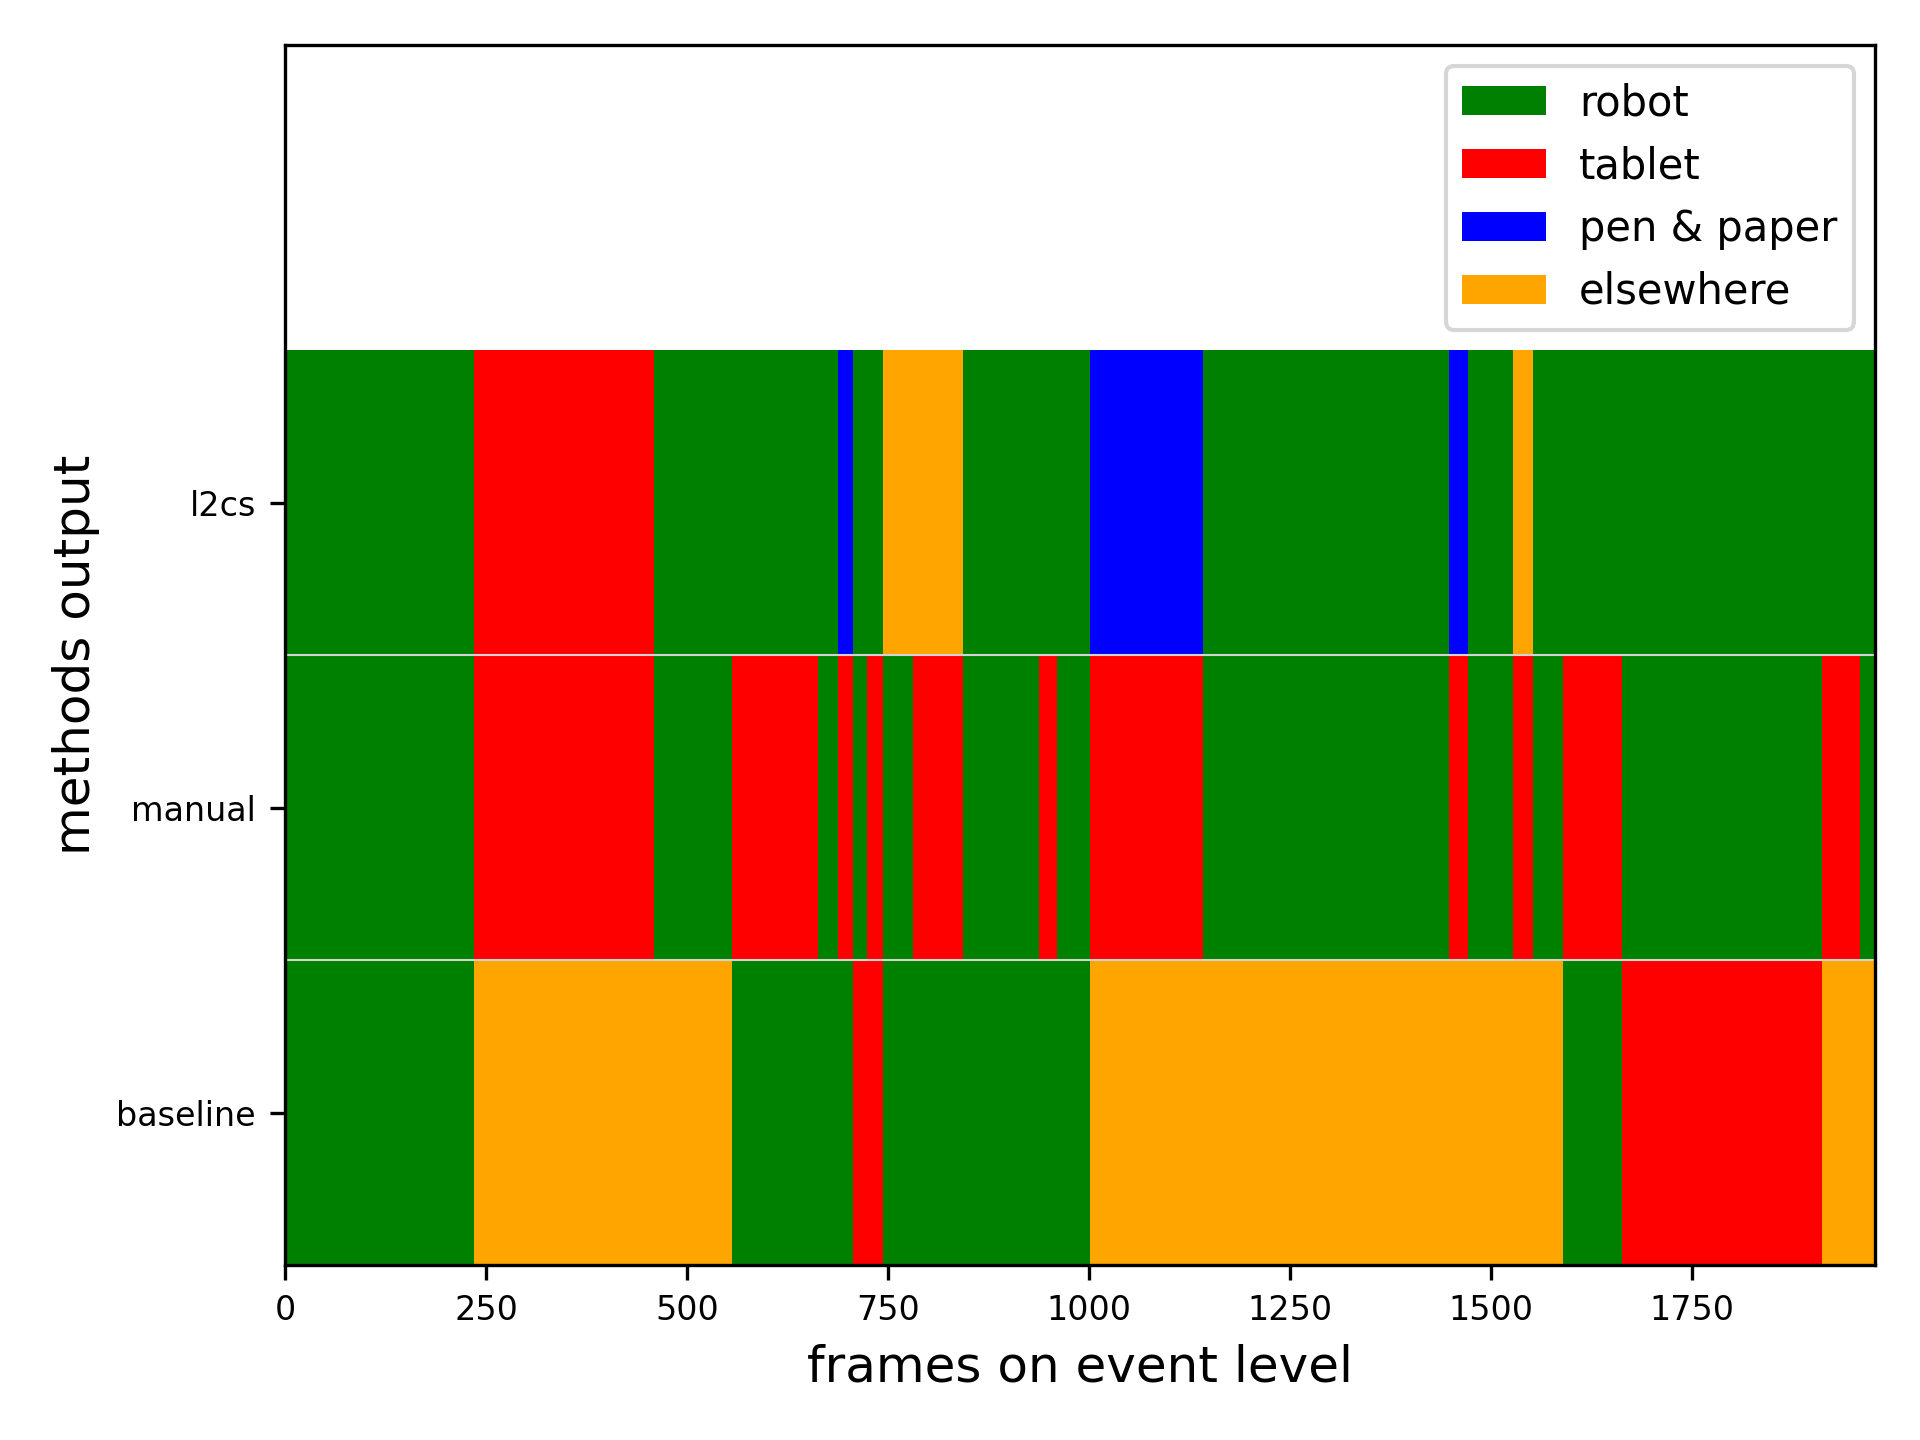 robot
tablet
pen & paper
elsewhere
methods output
l2cs
manual
baseline
0 250 500 750 1000 1250 1500 1750
frames on event level